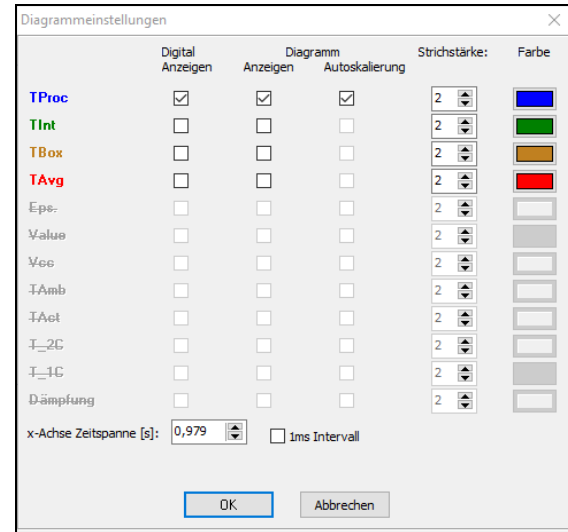 Diagrammeinstellungen
Digital Diagramm Strichstärke: Farbe
Anzeigen Anzeigen Autoskalierung
TProc 2
TInt 2
TBox 2
TAvg 2
Eps. 2
Value 2
Vcc 2
TAmb 2
TAct 2
T_2C 2
T_1C 2
Dämpfung 2
x-Achse Zeitspanne [s]: 0,979 1ms Intervall
OK Abbrechen